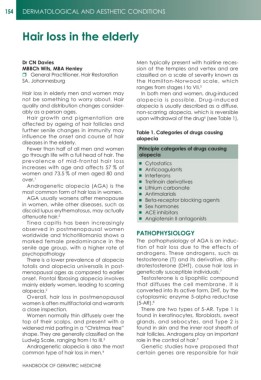 154 DERMATOLOGICAL AND AESTHETIC CONDITIONS
Hair loss in the elderly
Dr CN Davies
MBBCh Wits, MBA Henley
General Practitioner, Hair Restoration
SA, Johannesburg
Hair loss in elderly men and women may
not be something to worry about. Hair
quality and distribution changes consider-
ably as a person ages.
Hair growth and pigmentation are
affected by ageing of hair follicles and
further senile changes in immunity may
influence the onset and course of hair
diseases in the elderly.
Fewer than half of all men and women
go through life with a full head of hair. The
prevalence of mid-frontal hair loss
increases with age and affects 57 % of
women and 73.5 % of men aged 80 and
over.¹
Androgenetic alopecia (AGA) is the
most common form of hair loss in women.
AGA usually worsens after menopause
in women, while other diseases, such as
discoid lupus erythematosus, may actually
attenuate hair.²
Tinea capitis has been increasingly
observed in postmenopausal women
worldwide and trichotillomania shows a
marked female predominance in the
senile age group, with a higher rate of
psychopathology.
There is a lower prevalence of alopecia
totalis and alopecia universalis in post-
menopausal ages as compared to earlier
onset. Frontal fibrosing alopecia involves
mainly elderly women, leading to scarring
alopecia.²
Overall, hair loss in postmenopausal
women is often multifactorial and warrants
a close inspection.
Women normally thin diffusely over the
top of their scalps, and present with a
widened mid parting in a “Christmas tree”
shape. They are generally classified on the
Ludwig Scale, ranging from I to III.³
Androgenetic alopecia is also the most
common type of hair loss in men.⁴
Men typically present with hairline reces-
sion at the temples and vertex and are
classified on a scale of severity known as
the Hamilton-Norwood scale, which
ranges from stages I to VII.⁵
In both men and women, drug-induced
alopecia is possible. Drug-induced
alopecia is usually described as a diffuse,
non-scarring alopecia, which is reversible
upon withdrawal of the drug⁶ (see Table 1).
Table 1. Categories of drugs causing
alopecia
Principle categories of drugs causing
alopecia
Cytostatics
Anticoagulants
Interferons
Tretinoin derivatives
Lithium carbonate
Antimalarials
Beta-receptor blocking agents
Sex hormones
ACE inhibitors
Angiotensin II antagonists
PATHOPHYSIOLOGY
The pathophysiology of AGA is an induc-
tion of hair loss due to the effects of
androgens. These androgens, such as
testosterone (T) and its derivative, dihy-
drotestosterone (DHT), cause hair loss in
genetically susceptible individuals.⁷
Testosterone is a lipophilic compound
that diffuses the cell membrane. It is
converted into its active form, DHT, by the
cytoplasmic enzyme 5-alpha reductase
(5-AR).⁸
There are two types of 5-AR. Type 1 is
found in keratinocytes, fibroblasts, sweat
glands, and sebocytes, and Type 2 is
found in skin and the inner root sheath of
hair follicles. Androgens play an important
role in the control of hair.⁸
Genetic studies have proposed that
certain genes are responsible for hair
HANDBOOK OF GERIATRIC MEDICINE